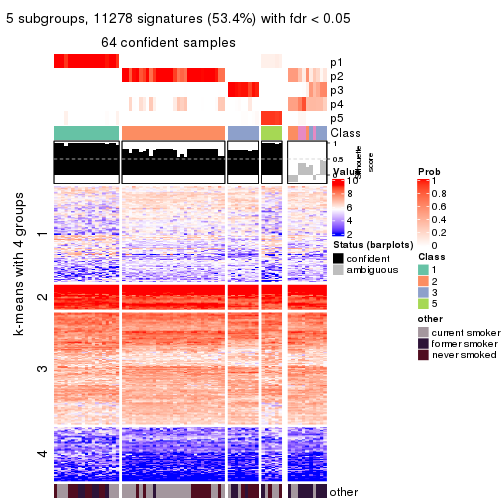 5 subgroups, 11278 signatures (53.4%) with fdr < 0.05
64 confident samples
p1
p2
p3
p4
p5
Class
1
0.5
0
silhouette
score
k-means with 4 groups
1
2
3
4
other
Value
10
8
6
4
2
Status (barplots)
confident
ambiguous
Prob
1
0.8
0.6
0.4
0.2
0
Class
1
2
3
5
other
current smoker
former smoker
never smoked